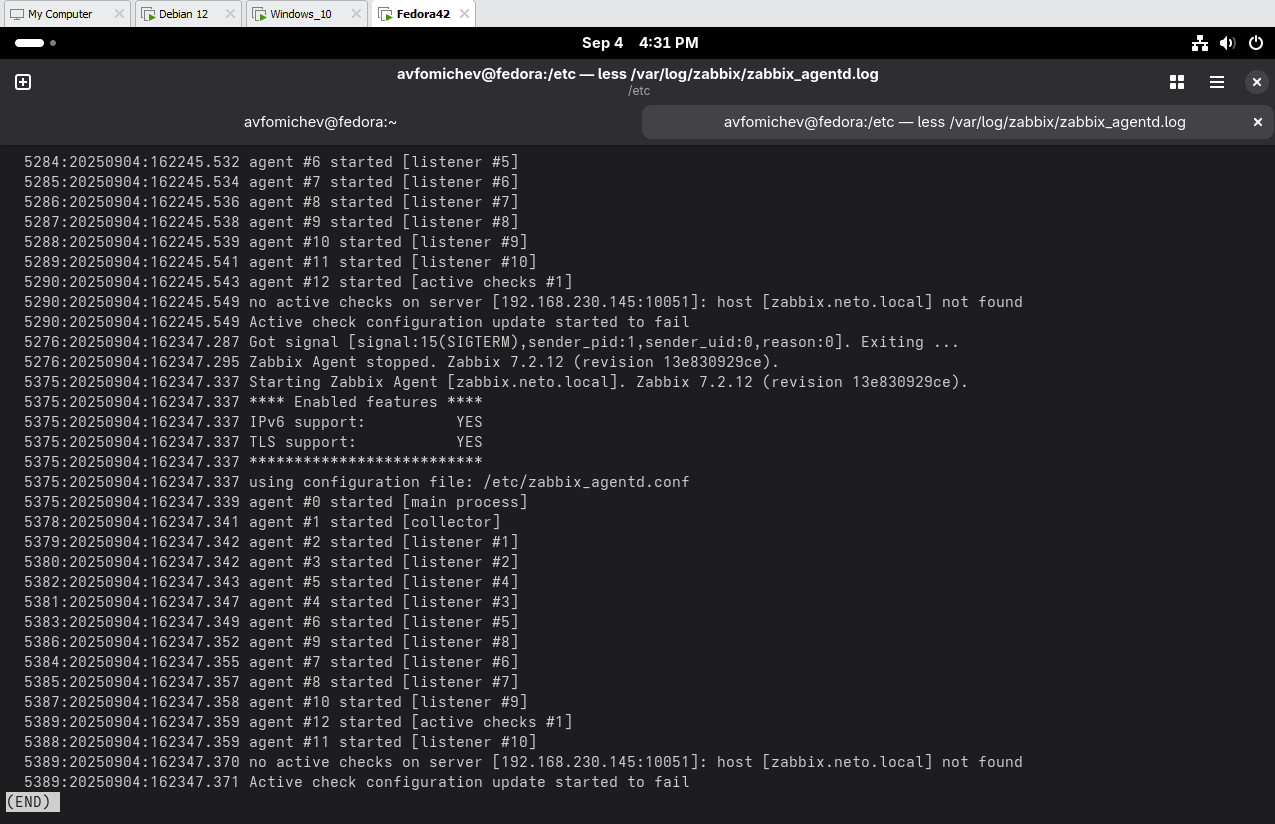 My Computer
Debian 12
Windows_10
Fedora42
Sep 4 4:31 PM
avfomichev@fedora:/etc — less /var/log/zabbix/zabbix_agentd.log
/etc
avfomichev@fedora:~
avfomichev@fedora:/etc — less /var/log/zabbix/zabbix_agentd.log
5284:20250904:162245.532 agent #6 started [listener #5]
5285:20250904:162245.534 agent #7 started [listener #6]
5286:20250904:162245.536 agent #8 started [listener #7]
5287:20250904:162245.538 agent #9 started [listener #8]
5288:20250904:162245.539 agent #10 started [listener #9]
5289:20250904:162245.541 agent #11 started [listener #10]
5290:20250904:162245.543 agent #12 started [active checks #1]
5290:20250904:162245.549 no active checks on server [192.168.230.145:10051]: host [zabbix.neto.local] not found
5290:20250904:162245.549 Active check configuration update started to fail
5276:20250904:162347.287 Got signal [signal:15(SIGTERM),sender_pid:1,sender_uid:0,reason:0]. Exiting ...
5276:20250904:162347.295 Zabbix Agent stopped. Zabbix 7.2.12 (revision 13e830929ce).
5375:20250904:162347.337 Starting Zabbix Agent [zabbix.neto.local]. Zabbix 7.2.12 (revision 13e830929ce).
5375:20250904:162347.337 **** Enabled features ****
5375:20250904:162347.337 IPv6 support:          YES
5375:20250904:162347.337 TLS support:           YES
5375:20250904:162347.337 **************************
5375:20250904:162347.337 using configuration file: /etc/zabbix_agentd.conf
5375:20250904:162347.339 agent #0 started [main process]
5378:20250904:162347.341 agent #1 started [collector]
5379:20250904:162347.342 agent #2 started [listener #1]
5380:20250904:162347.342 agent #3 started [listener #2]
5382:20250904:162347.343 agent #5 started [listener #4]
5381:20250904:162347.347 agent #4 started [listener #3]
5383:20250904:162347.349 agent #6 started [listener #5]
5386:20250904:162347.352 agent #9 started [listener #8]
5384:20250904:162347.355 agent #7 started [listener #6]
5385:20250904:162347.357 agent #8 started [listener #7]
5387:20250904:162347.358 agent #10 started [listener #9]
5389:20250904:162347.359 agent #12 started [active checks #1]
5388:20250904:162347.359 agent #11 started [listener #10]
5389:20250904:162347.370 no active checks on server [192.168.230.145:10051]: host [zabbix.neto.local] not found
5389:20250904:162347.371 Active check configuration update started to fail
(END)